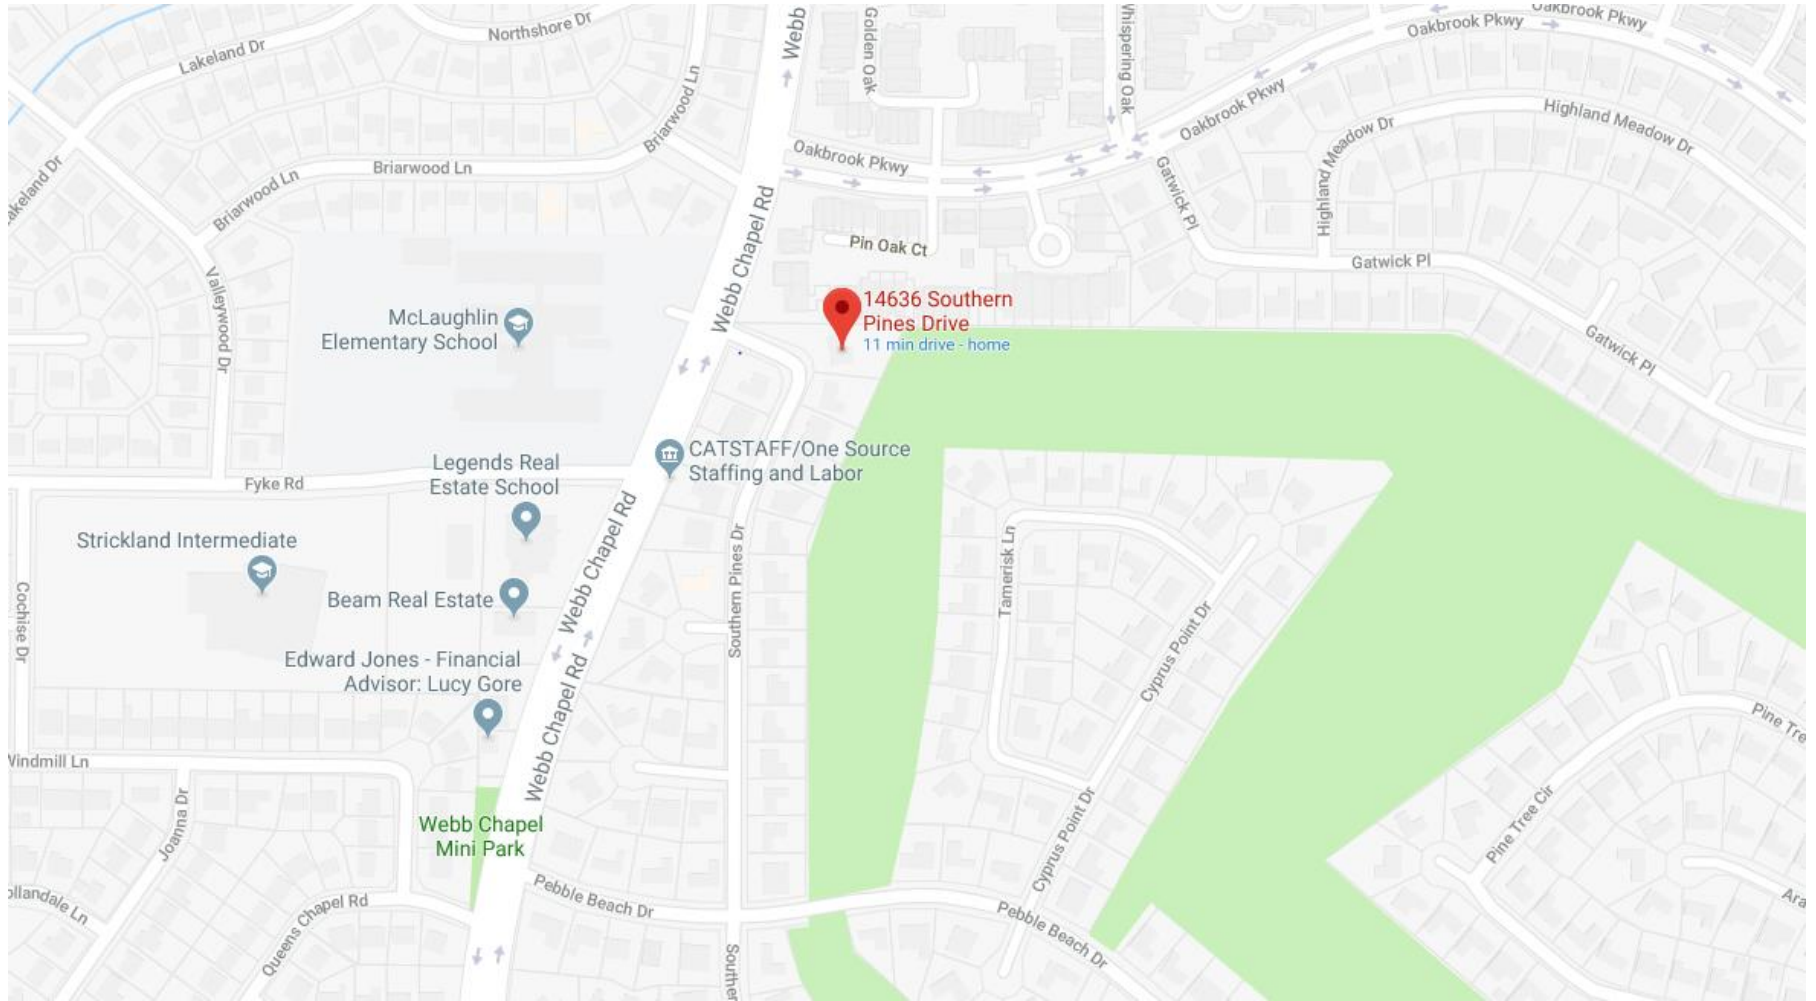 Northshore Dr
Lakeland Dr
Webb
Golden Oak
Whispering Oak
Oakbrook Pkwy
Oakbrook Pkwy
Oakbrook Pkwy
Highland Meadow Dr
Highland Meadow Dr
Briarwood Ln
Briarwood Ln
Briarwood Ln
Lakeland Dr
Oakbrook Pkwy
Gatwick Pl
Webb Chapel Rd
Pin Oak Ct
Gatwick Pl
Valleywood Dr
14636 Southern
Pines Drive
11 min drive - home
McLaughlin
Elementary School
Gatwick Pl
CATSTAFF/One Source
Staffing and Labor
Legends Real
Estate School
Fyke Rd
Webb Chapel Rd
Strickland Intermediate
Southern Pines Dr
Tamerisk Ln
Beam Real Estate
Cochise Dr
Cyprus Point Dr
Edward Jones - Financial
Advisor: Lucy Gore
Webb Chapel Rd
Pine Tre
Windmill Ln
Joanna Dr
Webb Chapel
Mini Park
Pine Tree Cir
Cyprus Point Dr
Pebble Beach Dr
Pebble Beach Dr
ollandale Ln
Queens Chapel Rd
Ara
Souther